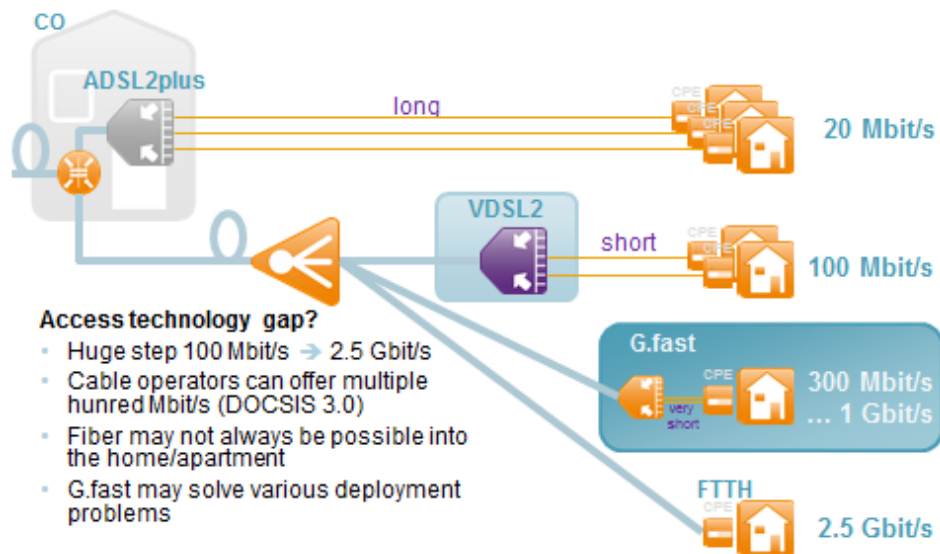 CO
ADSL2plus
long
CPE
CPE
CPE
20 Mbit/s
VDSL2
short
CPE
CPE
100 Mbit/s
Access technology gap?
• Huge step 100 Mbit/s → 2.5 Gbit/s
• Cable operators can offer multiple
hunred Mbit/s (DOCSIS 3.0)
• Fiber may not always be possible into
the home/apartment
• G.fast may solve various deployment
problems
G.fast
CPE
very
short
300 Mbit/s
... 1 Gbit/s
FTTH
CPE
2.5 Gbit/s